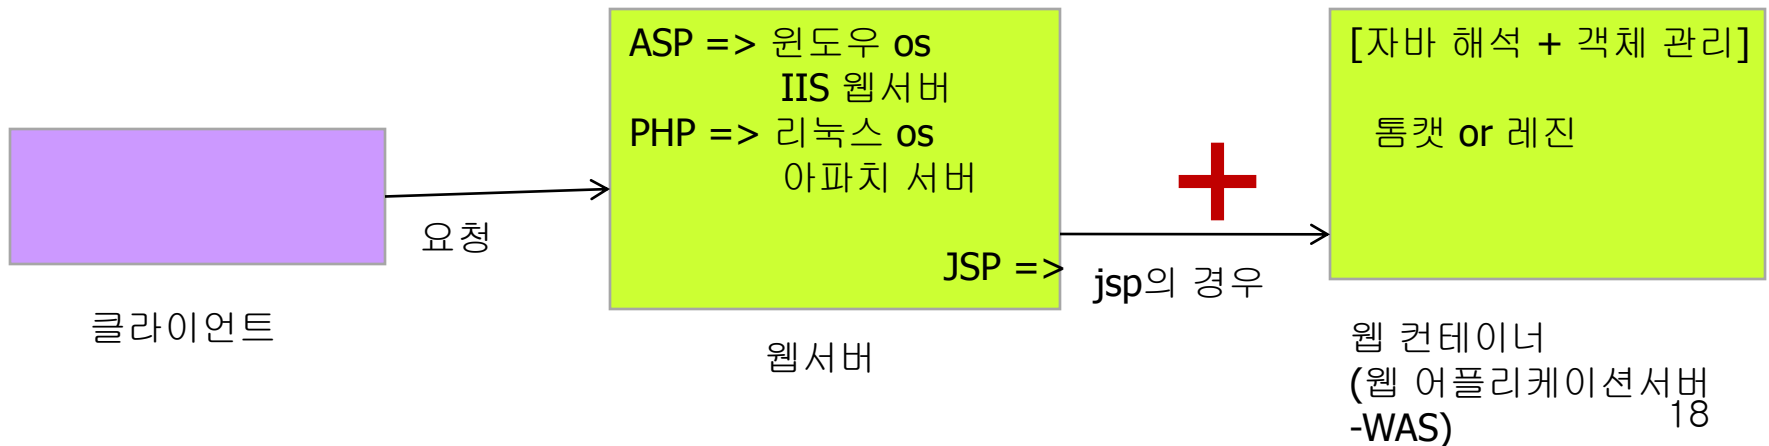 클라이언트
요청
ASP => 윈도우 os
IIS 웹서버
PHP => 리눅스 os
아파치 서버
JSP =>
웹서버
jsp의 경우
[자바 해석 + 객체 관리]
톰캣 or 레진
웹 컨테이너
(웹 어플리케이션서버
-WAS)
18